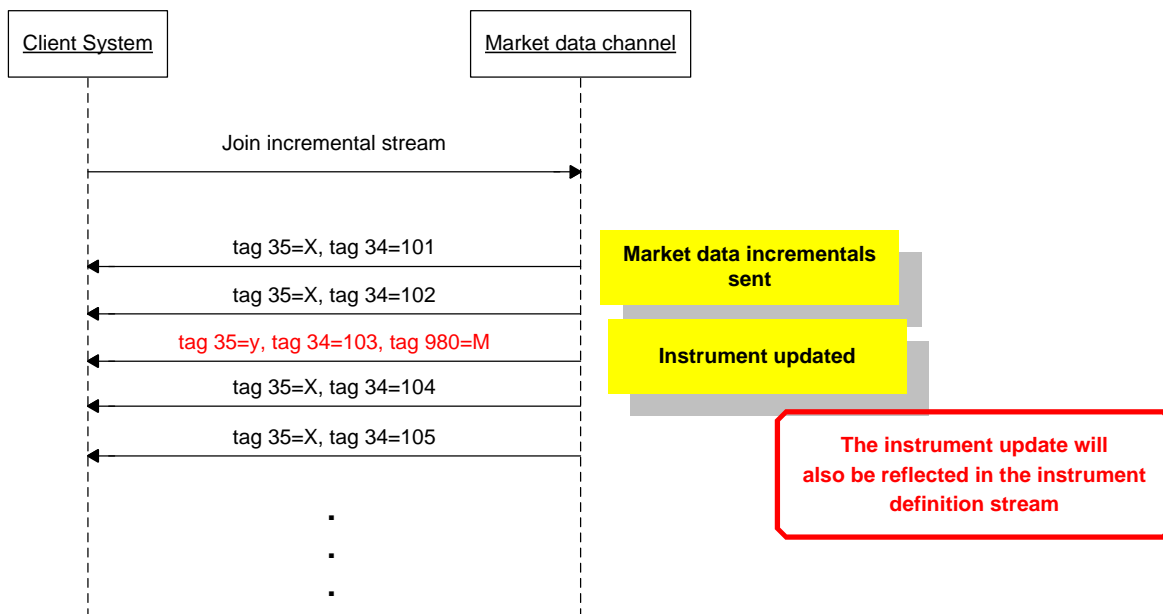 Client System
Market data channel
Join incremental stream
tag 35=X, tag 34=101
Market data incrementals
sent
tag 35=X, tag 34=102
tag 35=y, tag 34=103, tag 980=M
Instrument updated
tag 35=X, tag 34=104
tag 35=X, tag 34=105
The instrument update will
also be reflected in the instrument
definition stream
.
.
.